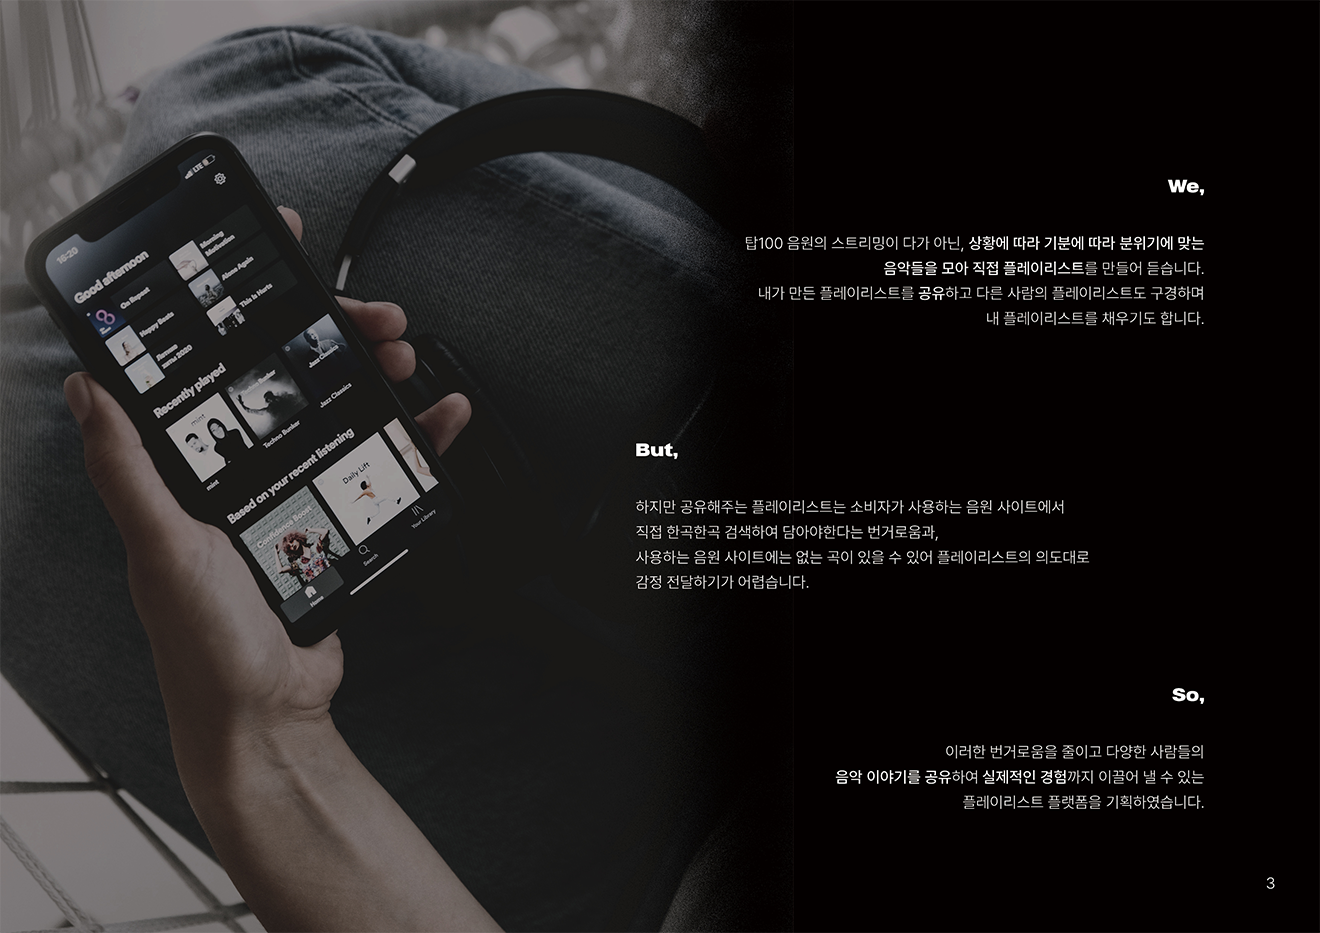 We,
탑100 음원의 스트리밍이 다가 아닌, 상황에 따라 기분에 따라 분위기에 맞는
음악들을 모아 직접 플레이리스트를 만들어 듣습니다.
내가 만든 플레이리스트를 공유하고 다른 사람의 플레이리스트도 구경하며
내 플레이리스트를 채우기도 합니다.
But,
하지만 공유해주는 플레이리스트는 소비자가 사용하는 음원 사이트에서
직접 한곡한곡 검색하여 담아야한다는 번거로움과,
사용하는 음원 사이트에는 없는 곡이 있을 수 있어 플레이리스트의 의도대로
감정 전달하기가 어렵습니다.
So,
이러한 번거로움을 줄이고 다양한 사람들의
음악 이야기를 공유하여 실제적인 경험까지 이끌어 낼 수 있는
플레이리스트 플랫폼을 기획하였습니다.
3
16:20
LTE
Good afternoon
On Repeat
Morning
Motivation
Happy Beats
Alone Again
Летние
хиты 2020
This Is Hurts
Recently played
mint
Techno Bunker
Jazz Classics
mint
Techno Bunker
Jazz Classics
Based on your recent listening
Confidence Boost
Daily Lift
Home
Search
Your Library